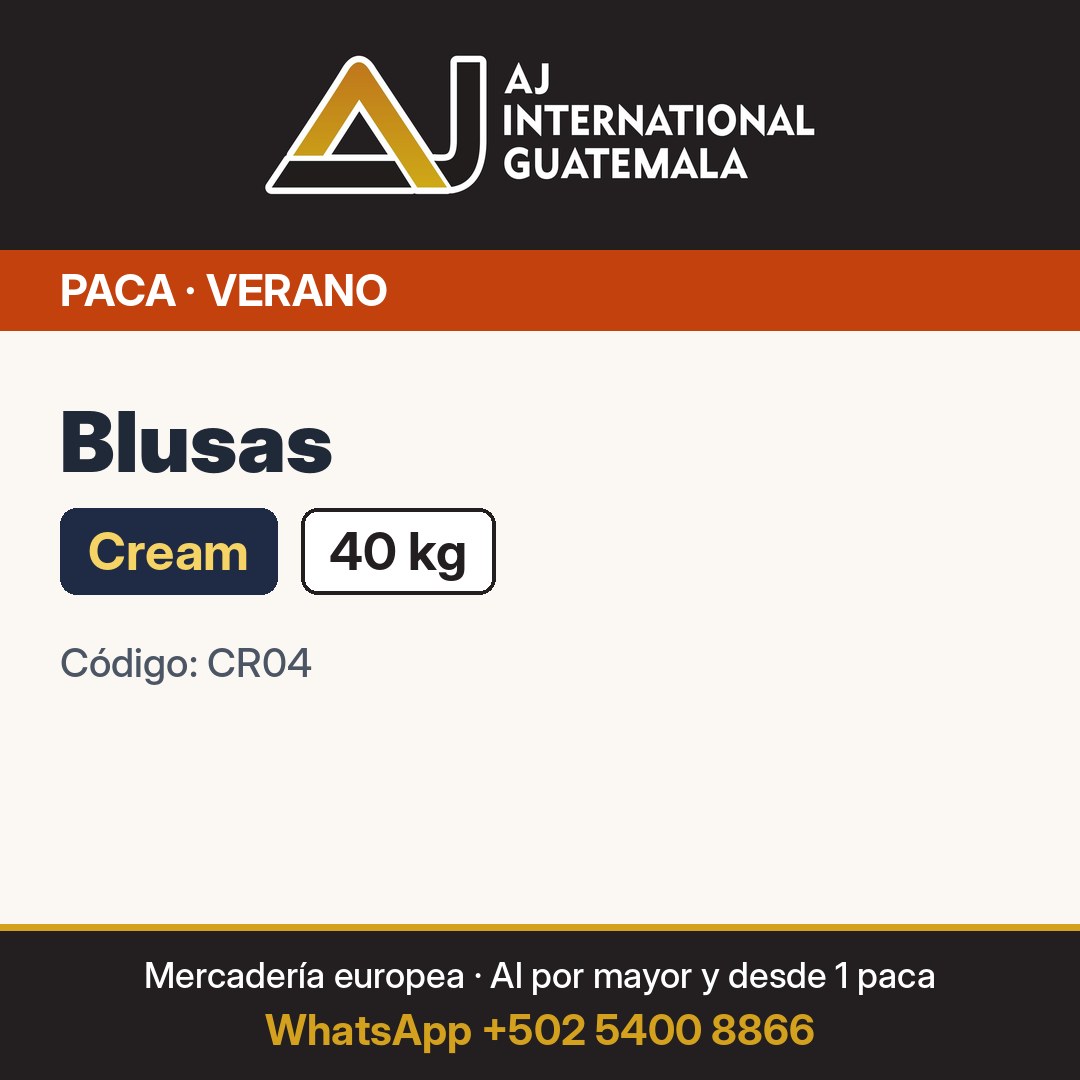 AJ
AJ
INTERNATIONAL
GUATEMALA
PACA · VERANO
Blusas
Cream
40 kg
Código: CR04
Mercadería europea · Al por mayor y desde 1 paca
WhatsApp +502 5400 8866